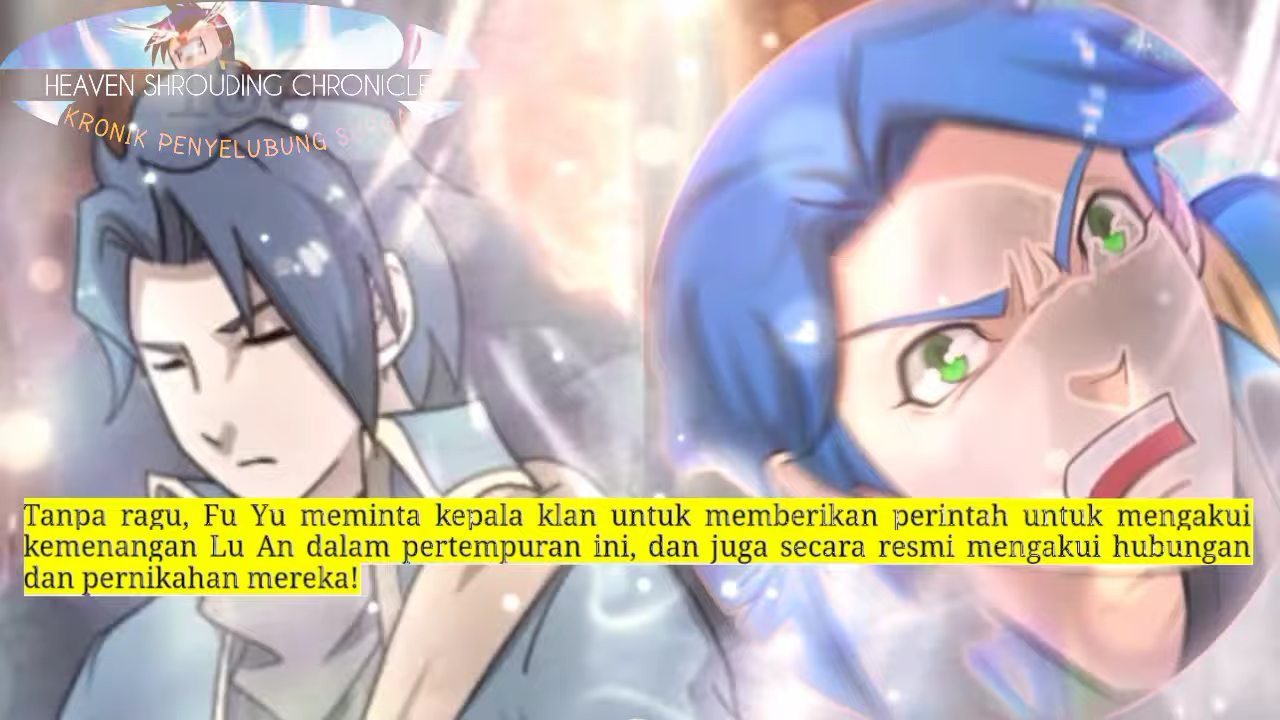 HEAVEN SHROUDING CHRONICLE
KRONIK PENYELUBUNG
Tanpa ragu, Fu Yu meminta kepala klan untuk memberikan perintah untuk mengakui
kemenangan Lu An dalam pertempuran ini, dan juga secara resmi mengakui hubungan
dan pernikahan mereka!